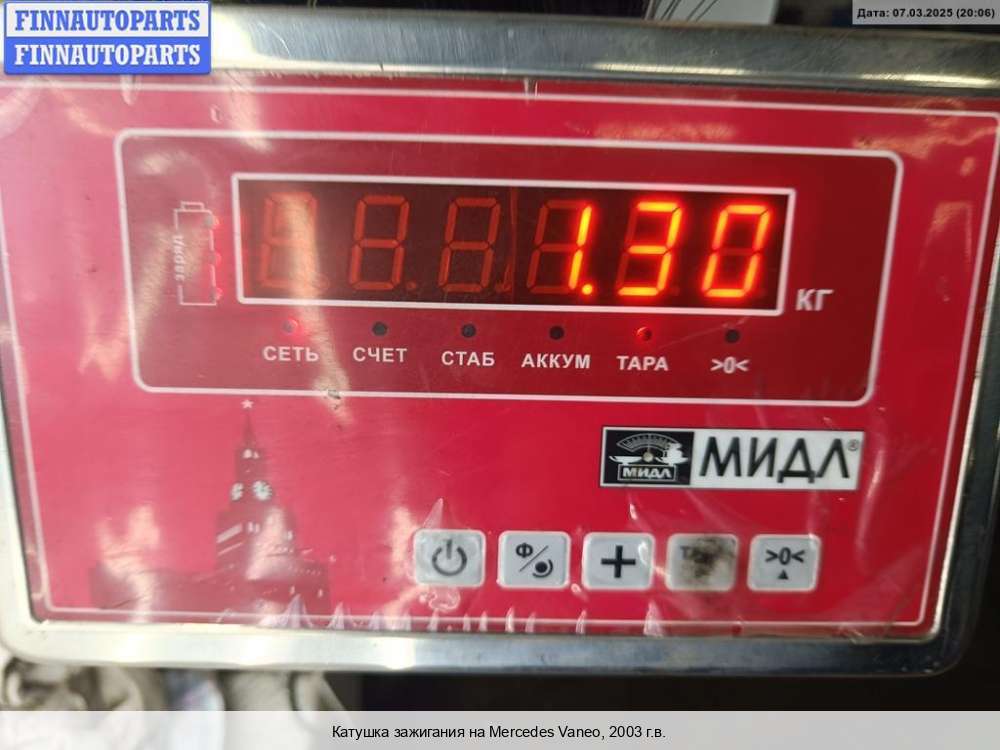 FINNAUTOPARTS
FINNAUTOPARTS
Дата: 07.03.2025 (20:06)
заряд
1.30
КГ
СЕТЬ СЧЕТ СТАБ АККУМ ТАРА >0<
МИДЛ МИДЛ®
Ф >0<
Катушка зажигания на Mercedes Vaneo, 2003 г.в.